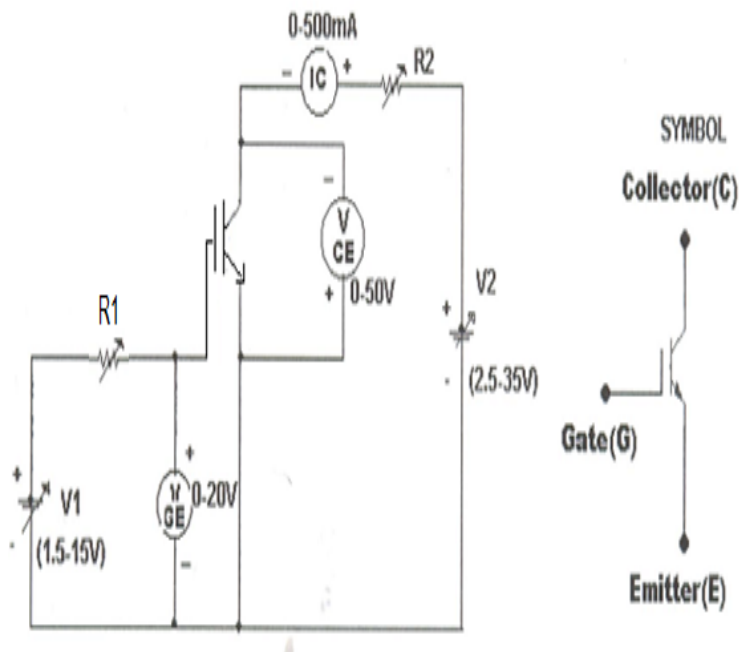 0-500mA
- IC + R2
SYMBOL
Collector(C)
-
V
CE
+ 0-50V
V2
+
(2.5-35V)
-
R1
Gate(G)
+
V1
(1.5-15V)
-
+
V
GE
0-20V
-
Emitter(E)